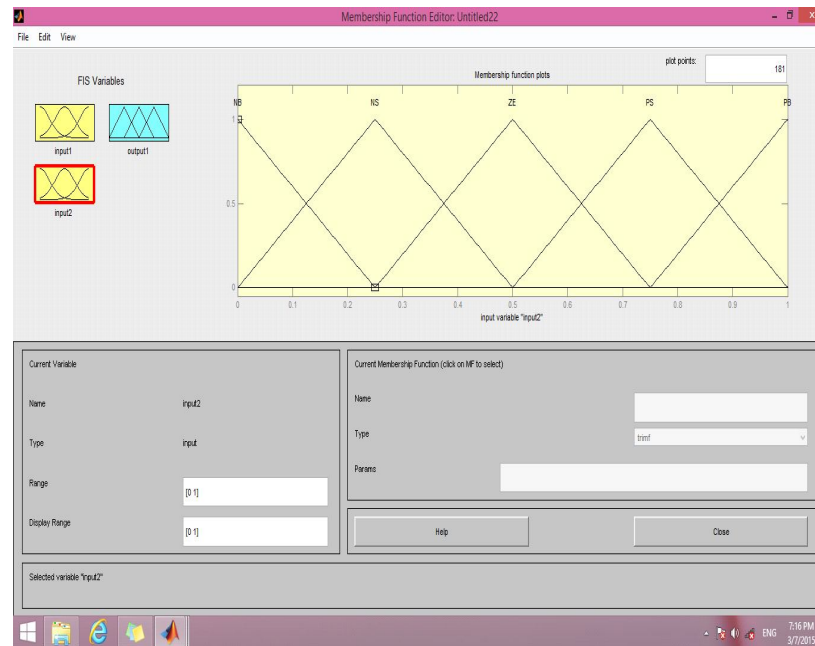 Membership Function Editor: Untitled22
File Edit View
FIS Variables
input1
output1
input2
Membership function plots
plot points:
181
NB NS ZE PS PB
1
0.5
0
0 0.1 0.2 0.3 0.4 0.5 0.6 0.7 0.8 0.9 1
input variable "input2"
Current Variable
Name input2
Type input
Range [0 1]
Display Range [0 1]
Current Membership Function (click on MF to select)
Name
Type trimf
Params
Help Close
Selected variable "input2"
ENG
7:16 PM
3/7/2015